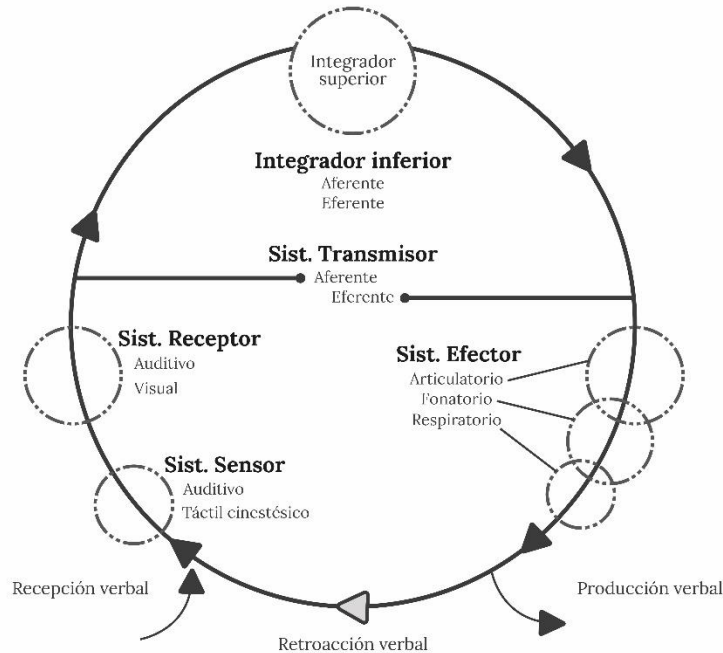 Integrador
superior
Integrador inferior
Aferente
Eferente
Sist. Transmisor
Aferente
Eferente
Sist. Receptor
Auditivo
Visual
Sist. Efector
Articulatorio
Fonatorio
Respiratorio
Sist. Sensor
Auditivo
Táctil cinestésico
Recepción verbal
Producción verbal
Retroacción verbal